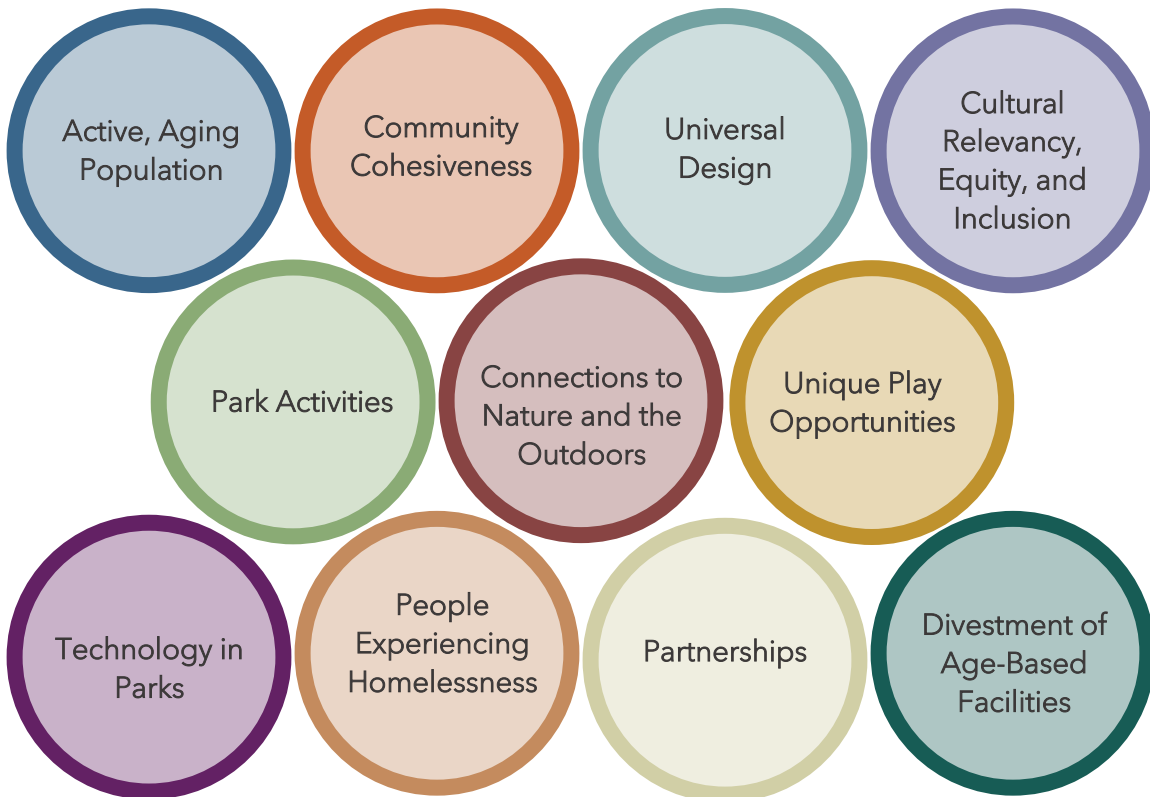 Active, Aging
Population
Community
Cohesiveness
Universal
Design
Cultural
Relevancy,
Equity, and
Inclusion
Park Activities
Connections to
Nature and the
Outdoors
Unique Play
Opportunities
Technology in
Parks
People
Experiencing
Homelessness
Partnerships
Divestment of
Age-Based
Facilities